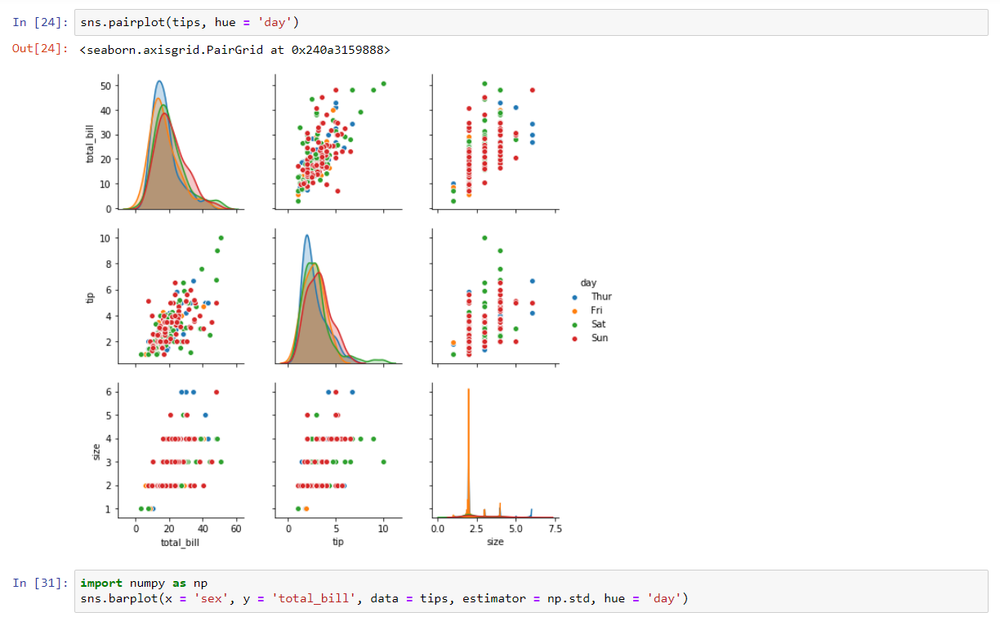 In [24]: sns.pairplot(tips, hue = 'day')
Out[24]: <seaborn.axisgrid.PairGrid at 0x240a3159888>
50
40
30
20
10
0
total_bill
10
8
6
4
2
tip
day
Thur
Fri
Sat
Sun
6
5
4
3
2
1
size
0 20 40 60
total_bill
0 5 10
tip
0.0 2.5 5.0 7.5
size
In [31]: import numpy as np
sns.barplot(x = 'sex', y = 'total_bill', data = tips, estimator = np.std, hue = 'day')